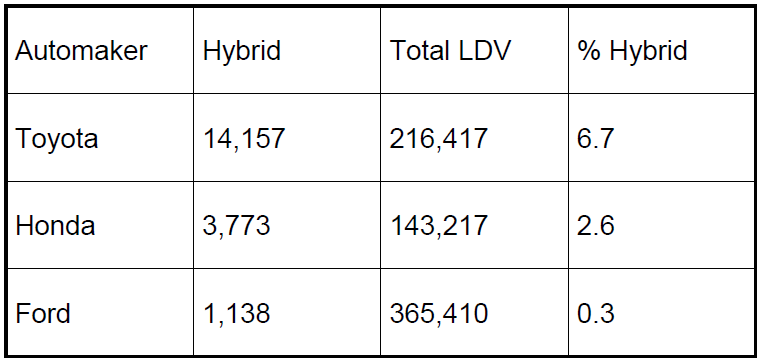 Automaker Hybrid Total LDV % Hybrid
Toyota 14,157 216,417 6.7
Honda 3,773 143,217 2.6
Ford 1,138 365,410 0.3